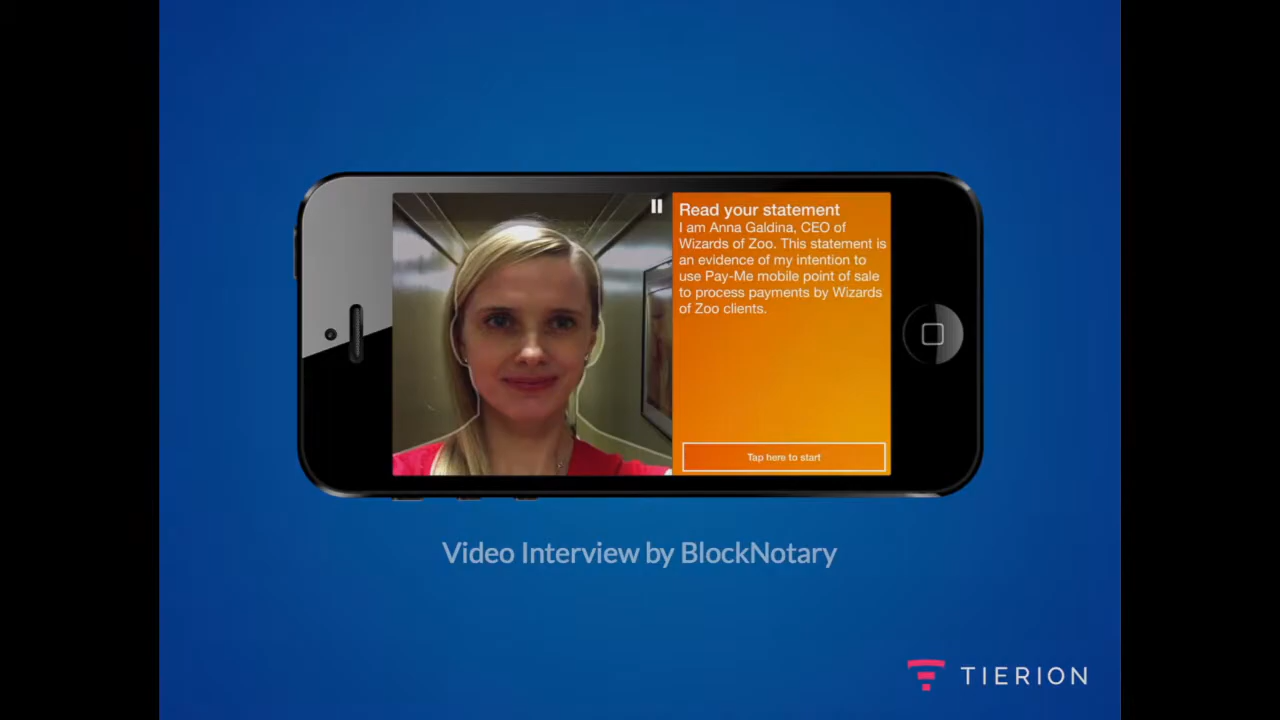 Read your statement
I am Anna Galdina, CEO of
Wizards of Zoo. This statement is
an evidence of my intention to
use Pay-Me mobile point of sale
to process payments by Wizards
of Zoo clients.
Tap here to start
Video Interview by BlockNotary
TIERION